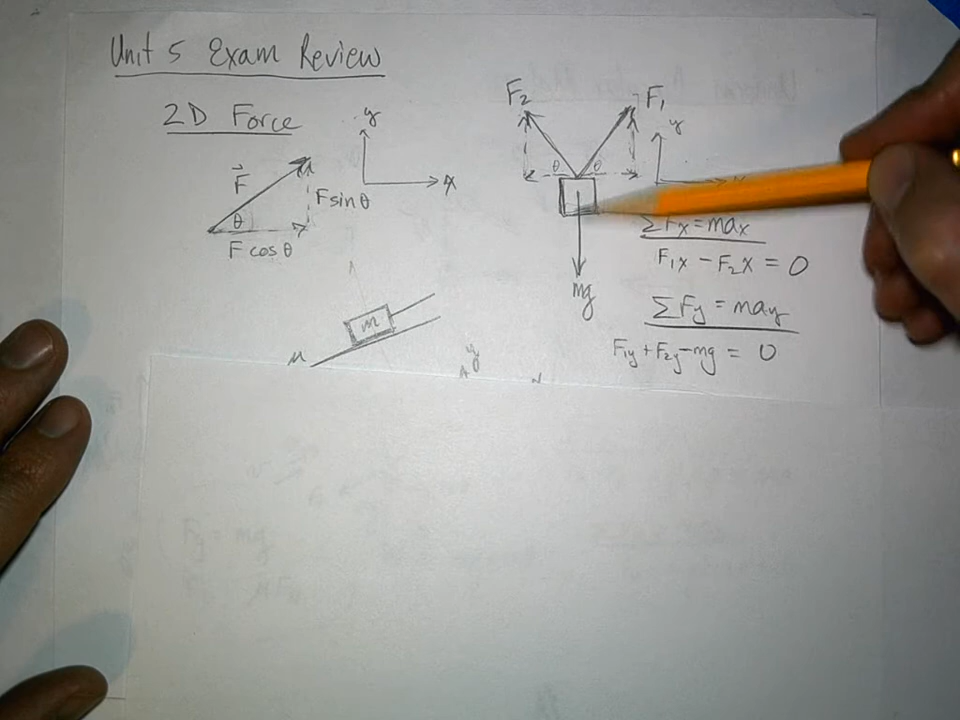 Unit 5 Exam Review
2D Force
y
x
F
θ
F sin θ
F cos θ
F₂
F₁
θ
θ
y
mg
ΣFx = max
F₁x - F₂x = 0
ΣFy = may
F₁y + F₂y - mg = 0
m
μ
y